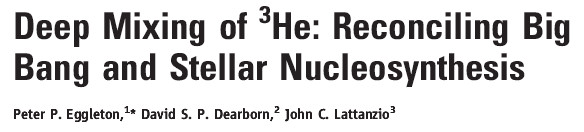 Deep Mixing of ³He: Reconciling Big
Bang and Stellar Nucleosynthesis
Peter P. Eggleton,¹* David S. P. Dearborn,² John C. Lattanzio³